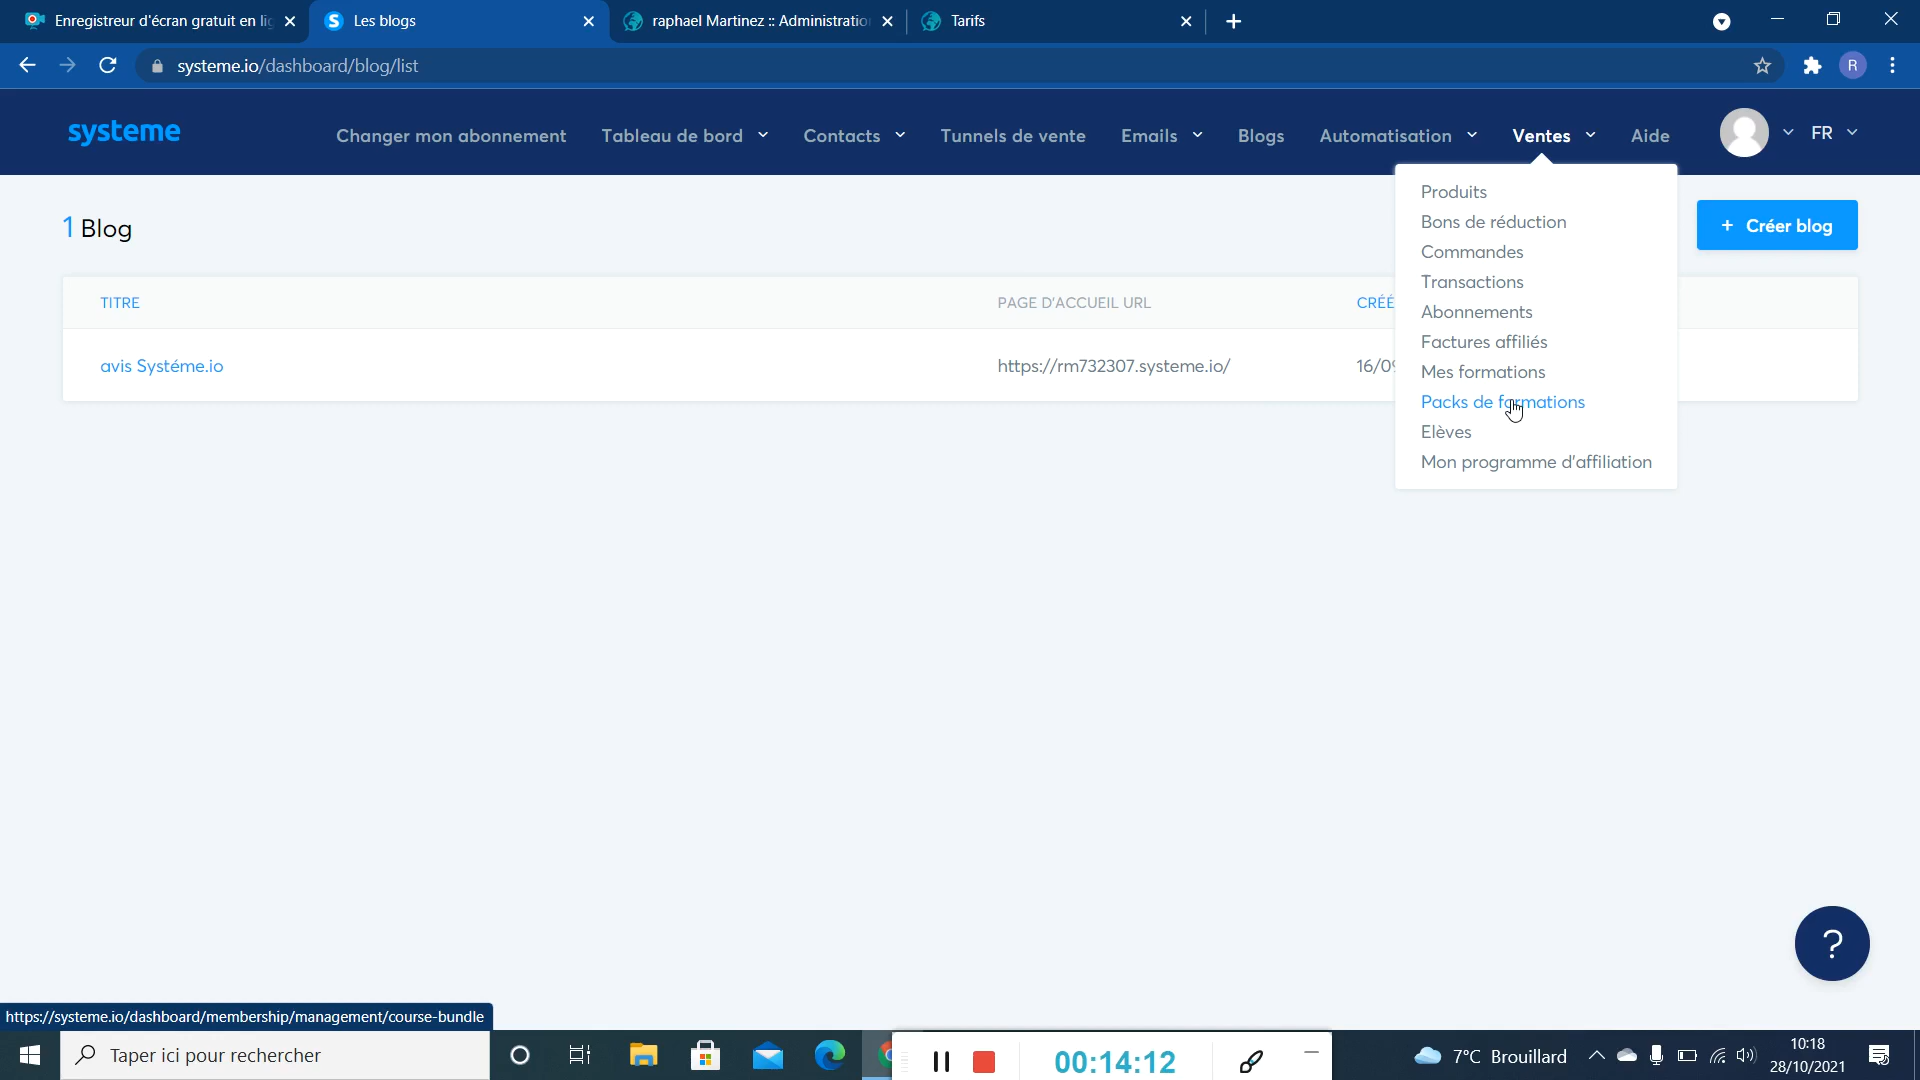 Enregistreur d'écran gratuit en lig
Les blogs
raphael Martinez :: Administratio
Tarifs
systeme.io/dashboard/blog/list
R
systeme
Changer mon abonnement
Tableau de bord
Contacts
Tunnels de vente
Emails
Blogs
Automatisation
Ventes
Aide
FR
Produits
Bons de réduction
Commandes
Transactions
Abonnements
Factures affiliés
Mes formations
Packs de formations
Elèves
Mon programme d'affiliation
1 Blog
+ Créer blog
TITRE
PAGE D'ACCUEIL URL
CRÉÉ
avis Systéme.io
https://rm732307.systeme.io/
16/09
?
https://systeme.io/dashboard/membership/management/course-bundle
Taper ici pour rechercher
00:14:12
7°C Brouillard
10:18
28/10/2021